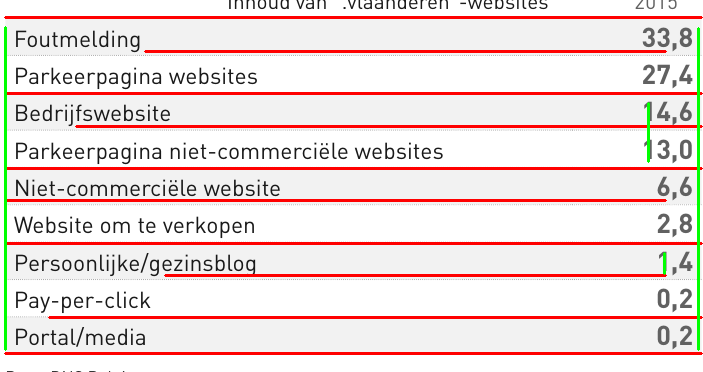 Inhoud van ".vlaanderen"-websites 2015
Foutmelding 33,8
Parkeerpagina websites 27,4
Bedrijfswebsite 14,6
Parkeerpagina niet-commerciële websites 13,0
Niet-commerciële website 6,6
Website om te verkopen 2,8
Persoonlijke/gezinsblog 1,4
Pay-per-click 0,2
Portal/media 0,2